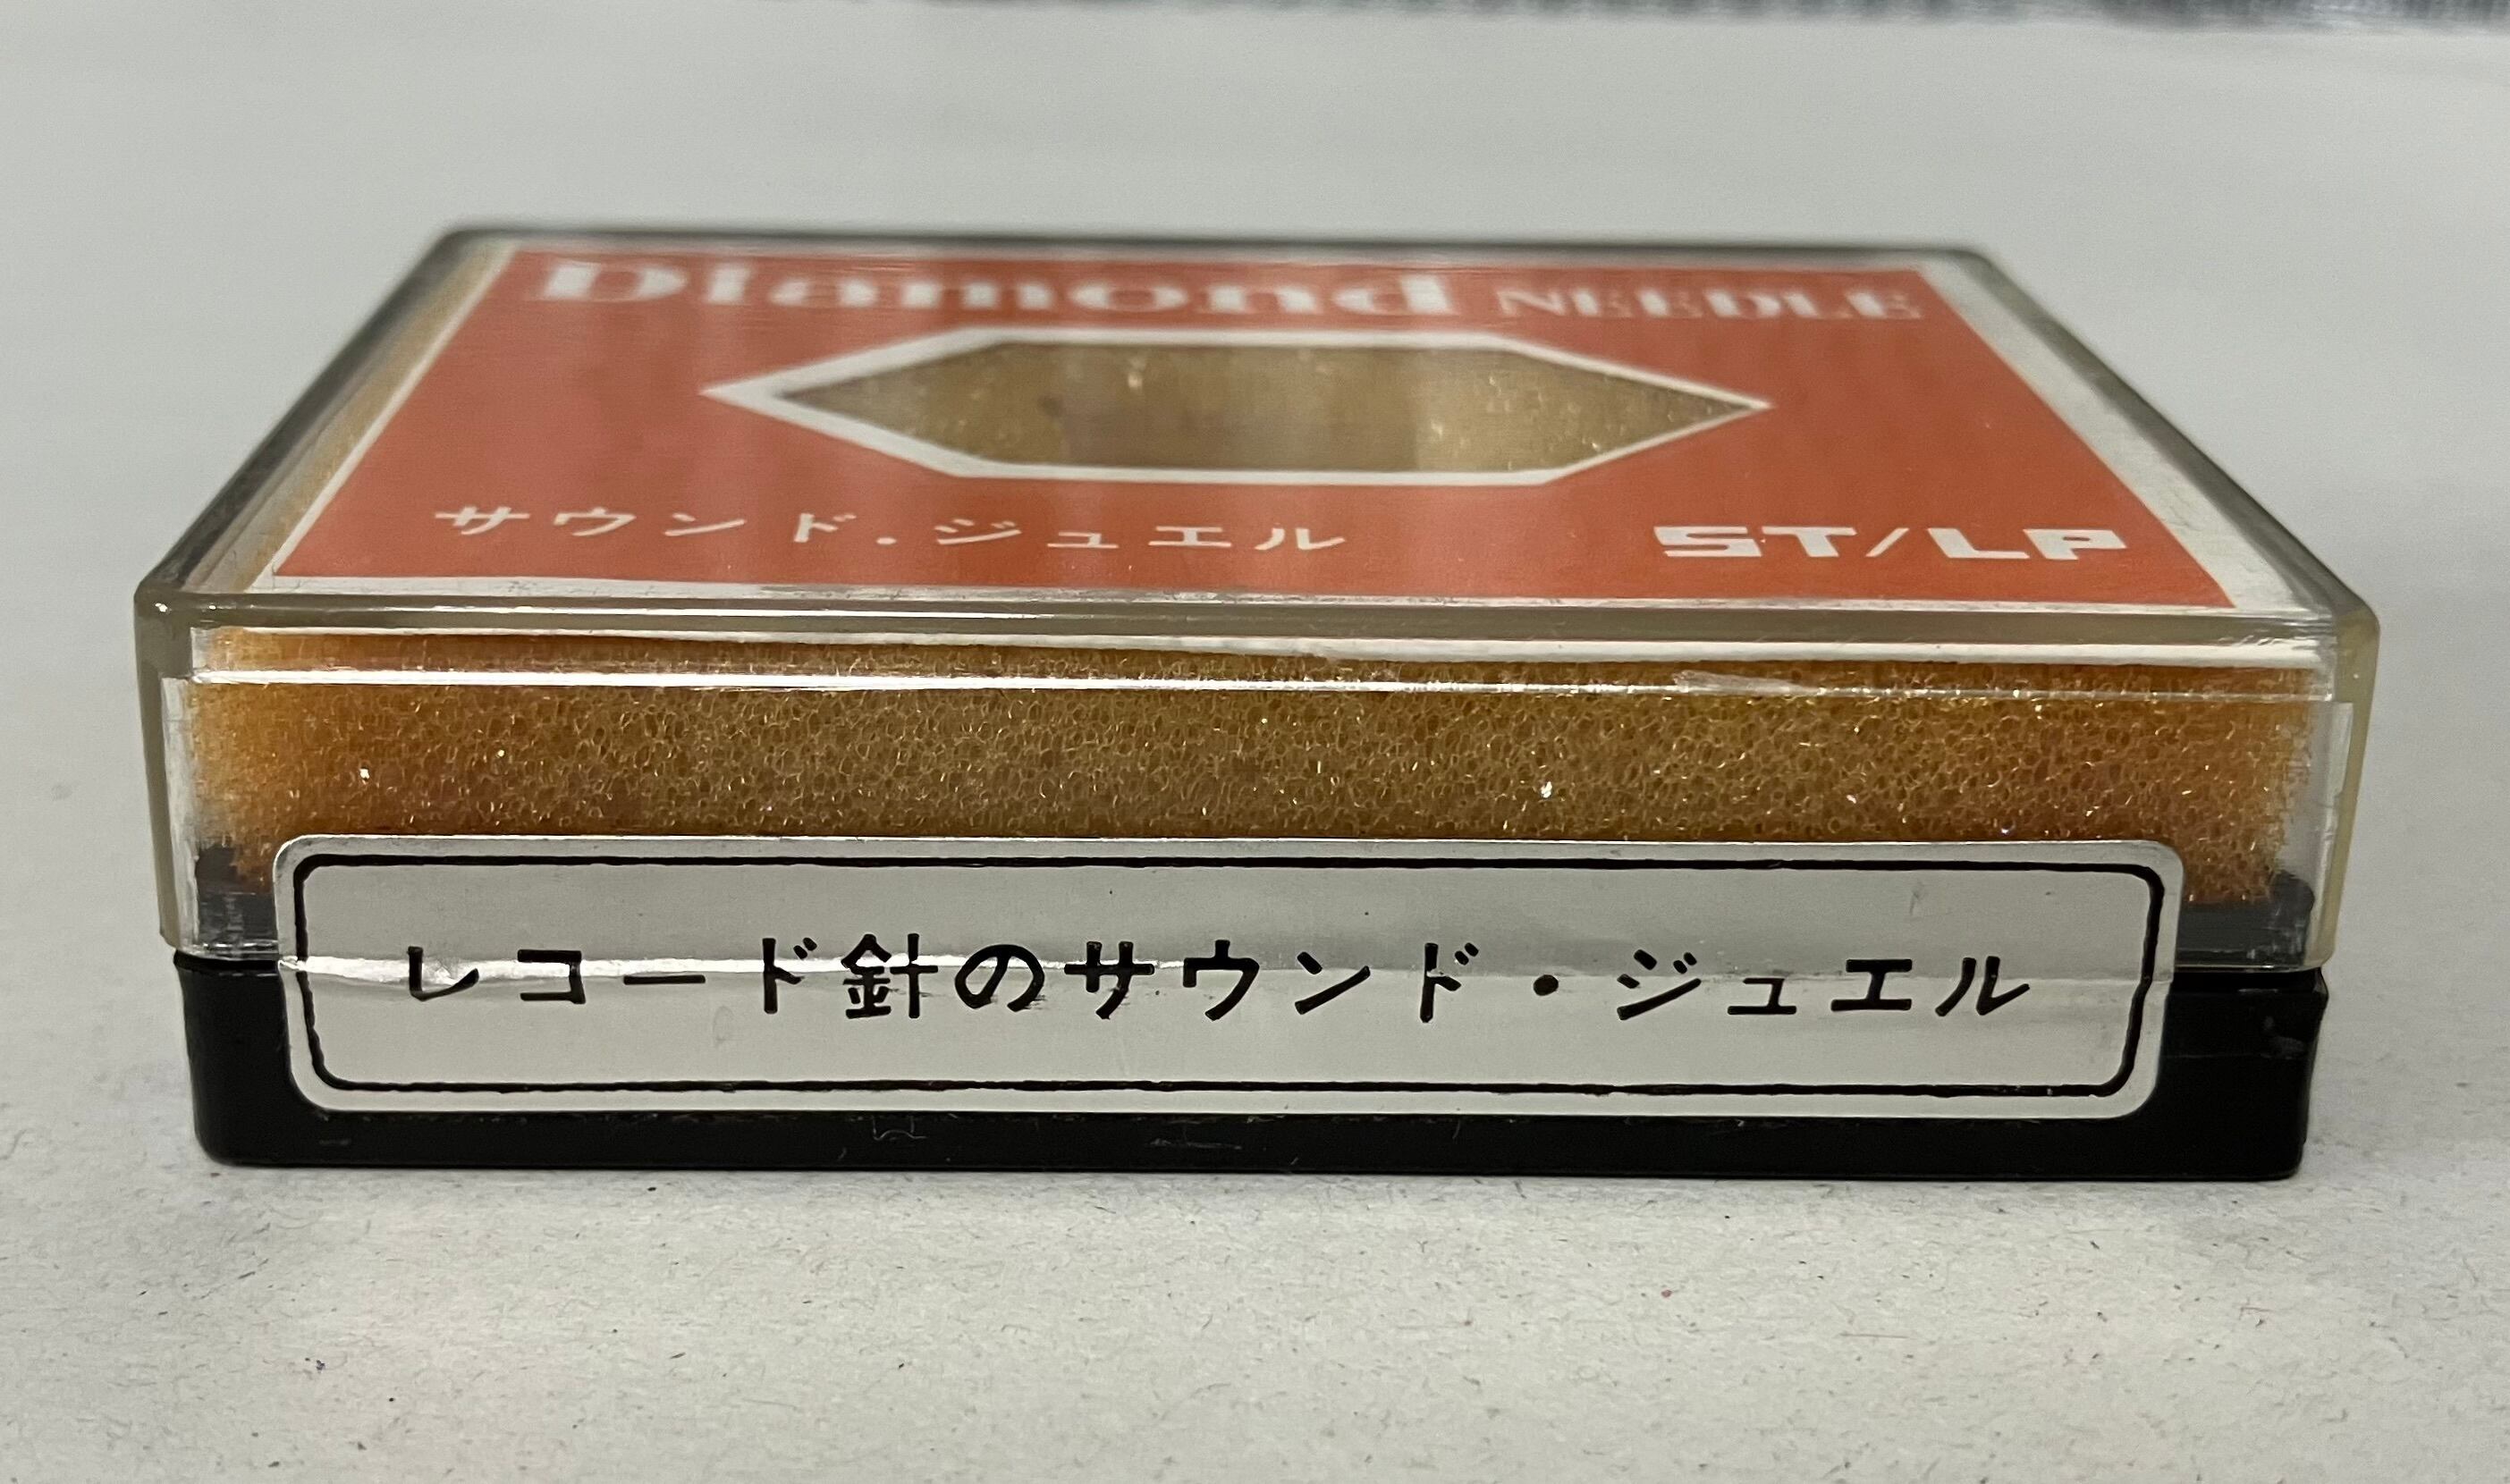 Diamond NEEDLE
サウンド・ジュエル ST/LP
レコード針のサウンド・ジュエル